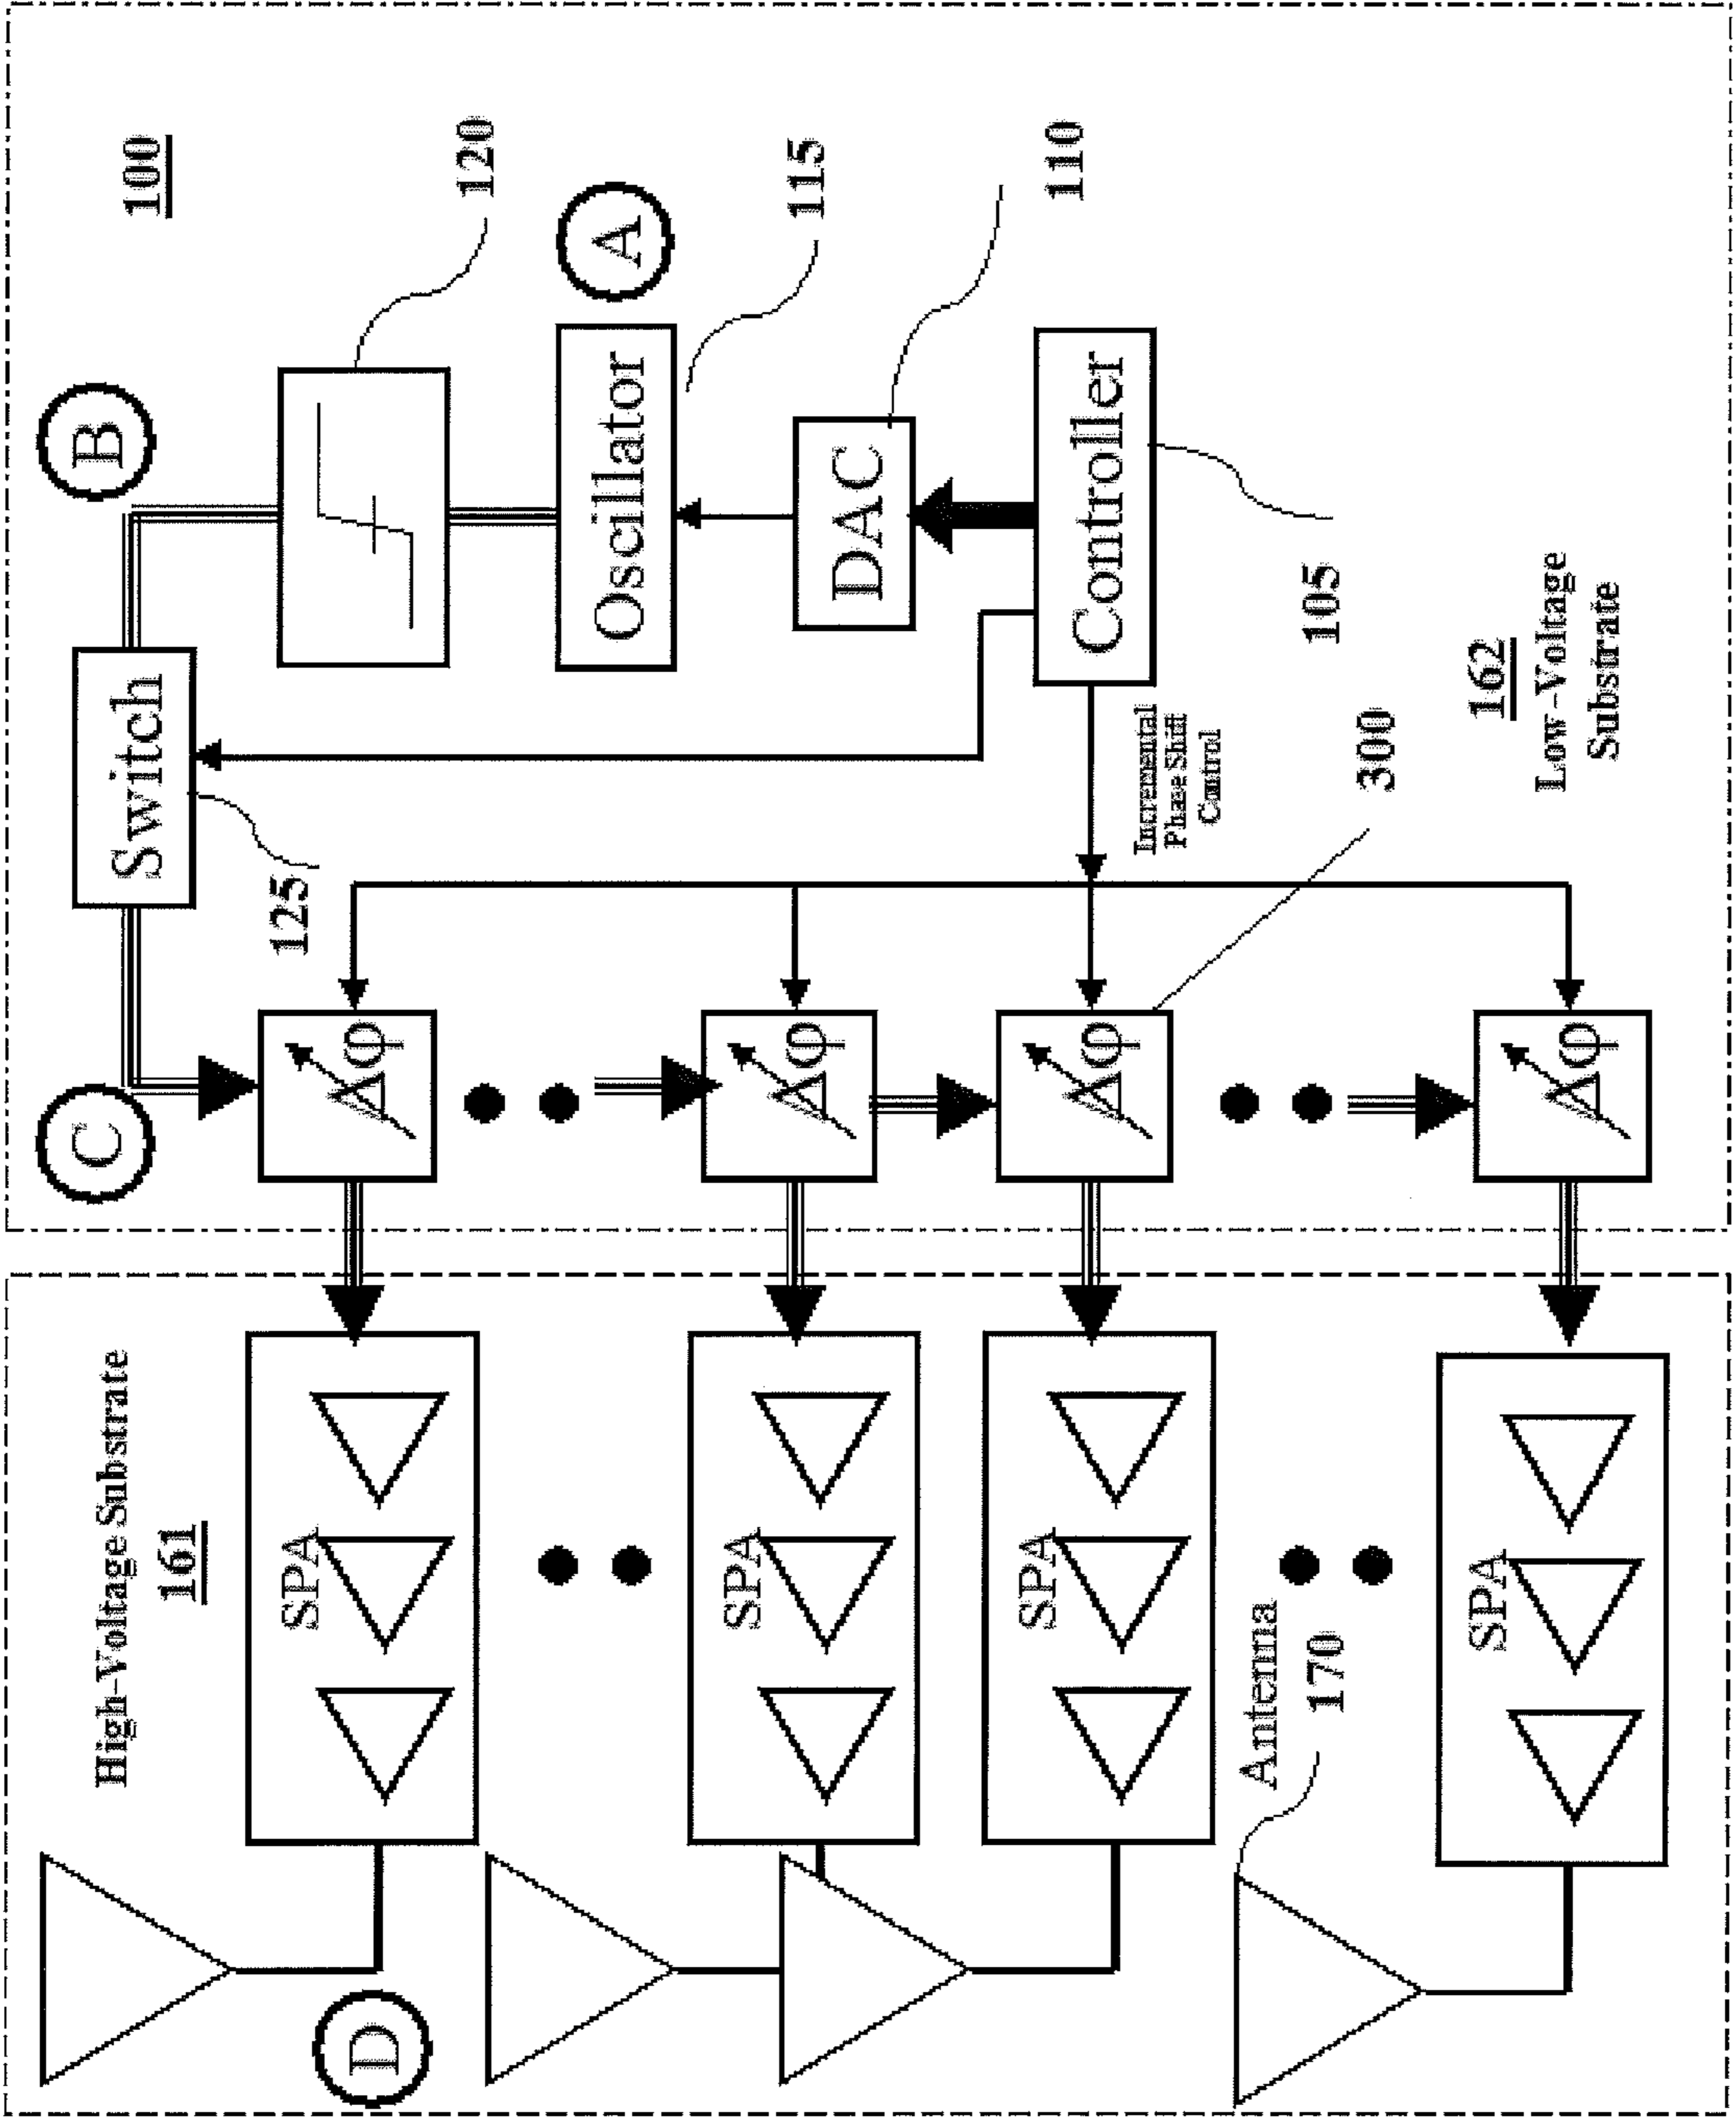 100
B
120
A
115
110
Switch
125
Oscillator
DAC
Controller
105
C
Incremental
Phase Shift
Control
300
162
Low-Voltage
Substrate
Δφ
Δφ
Δφ
Δφ
High-Voltage Substrate
161
SPA
SPA
SPA
SPA
Antenna
170
D